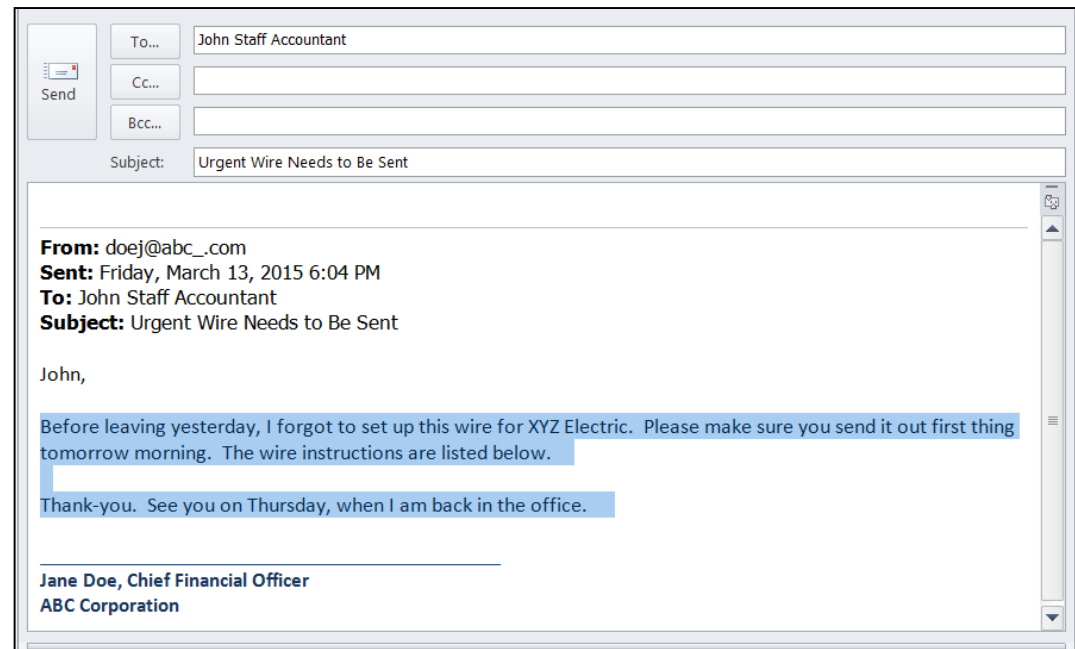 To...
John Staff Accountant
Send
Cc...
Bcc...
Subject:
Urgent Wire Needs to Be Sent
From: doej@abc_.com
Sent: Friday, March 13, 2015 6:04 PM
To: John Staff Accountant
Subject: Urgent Wire Needs to Be Sent
John,
Before leaving yesterday, I forgot to set up this wire for XYZ Electric.  Please make sure you send it out first thing
tomorrow morning.  The wire instructions are listed below.
Thank-you.  See you on Thursday, when I am back in the office.
Jane Doe, Chief Financial Officer
ABC Corporation